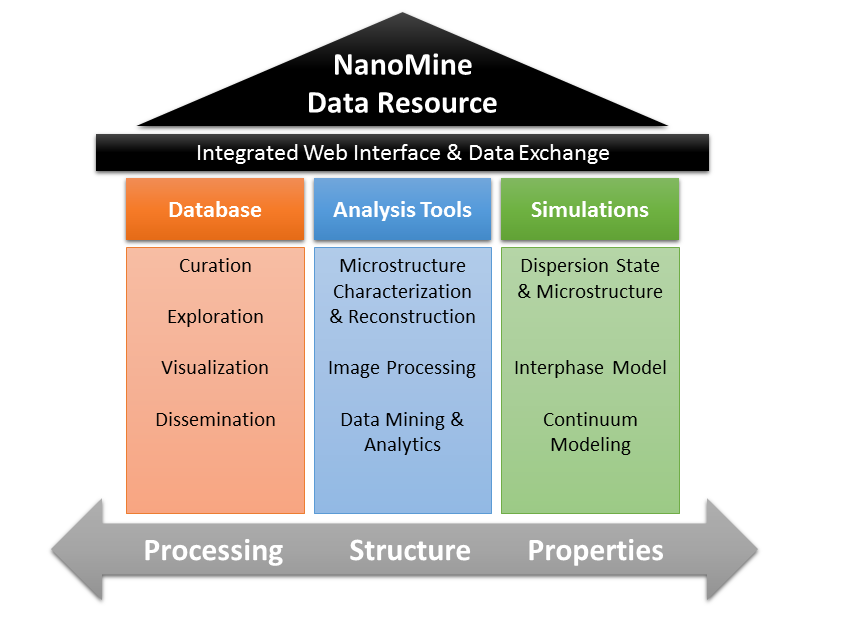 NanoMine
Data Resource
Integrated Web Interface & Data Exchange
Database
Curation
Exploration
Visualization
Dissemination
Analysis Tools
Microstructure
Characterization
& Reconstruction
Image Processing
Data Mining &
Analytics
Simulations
Dispersion State
& Microstructure
Interphase Model
Continuum
Modeling
Processing
Structure
Properties